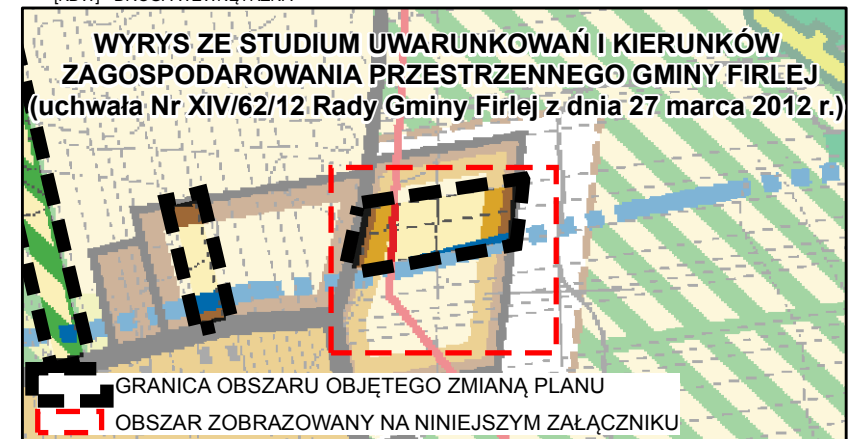 WYRYS ZE STUDIUM UWARUNKOWAŃ I KIERUNKÓW
ZAGOSPODAROWANIA PRZESTRZENNEGO GMINY FIRLEJ
(uchwała Nr XIV/62/12 Rady Gminy Firlej z dnia 27 marca 2012 r.)
GRANICA OBSZARU OBJĘTEGO ZMIANĄ PLANU
OBSZAR ZOBRAZOWANY NA NINIEJSZYM ZAŁĄCZNIKU